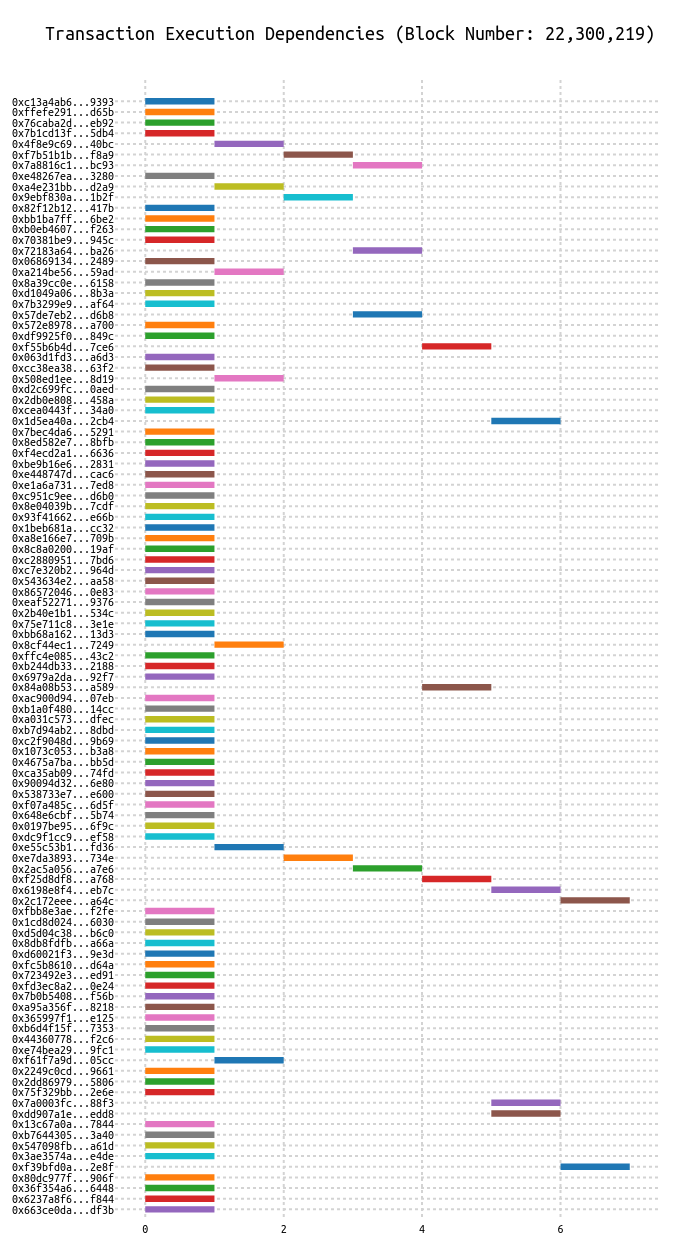 Transaction Execution Dependencies (Block Number: 22,300,219)
0xc13a4ab6...9393
0xffefe291...d65b
0x76caba2d...eb92
0x7b1cd13f...5db4
0x4f8e9c69...40bc
0xf7b51b1b...f8a9
0x7a8816c1...bc93
0xe48267ea...3280
0xa4e231bb...d2a9
0x9ebf830a...1b2f
0x82f12b12...417b
0xbb1ba7ff...6be2
0xb0eb4607...f263
0x70381be9...945c
0x72183a64...ba26
0x06869134...2489
0xa214be56...59ad
0x8a39cc0e...6158
0xd1049a06...8b3a
0x7b3299e9...af64
0x57de7eb2...d6b8
0x572e8978...a700
0xdf9925f0...849c
0xf55b6b4d...7ce6
0x063d1fd3...a6d3
0xcc38ea38...63f2
0x508ed1ee...8d19
0xd2c699fc...0aed
0x2db0e808...458a
0xcea0443f...34a0
0x1d5ea40a...2cb4
0x7bec4da6...5291
0x8ed582e7...8bfb
0xf4ecd2a1...6636
0xbe9b16e6...2831
0xe448747d...cac6
0xe1a6a731...7ed8
0xc951c9ee...d6b0
0x8e04039b...7cdf
0x93f41662...e66b
0x1beb681a...cc32
0xa8e166e7...709b
0x8c8a0200...19af
0xc2880951...7bd6
0xc7e320b2...964d
0x543634e2...aa58
0x86572046...0e83
0xeaf52271...9376
0x2b40e1b1...534c
0x75e711c8...3e1e
0xbb68a162...13d3
0x8cf44ec1...7249
0xffc4e085...43c2
0xb244db33...2188
0x6979a2da...92f7
0x84a08b53...a589
0xac900d94...07eb
0xb1a0f480...14cc
0xa031c573...dfec
0xb7d94ab2...8dbd
0xc2f9048d...9b69
0x1073c053...b3a8
0x4675a7ba...bb5d
0xca35ab09...74fd
0x90094d32...6e80
0x538733e7...e600
0xf07a485c...6d5f
0x648e6cbf...5b74
0x0197be95...6f9c
0xdc9f1cc9...ef58
0xe55c53b1...fd36
0xe7da3893...734e
0x2ac5a056...a7e6
0xf25d8df8...a768
0x6198e8f4...eb7c
0x2c172eee...a64c
0xfbb8e3ae...f2fe
0x1cd8d024...6030
0xd5d04c38...b6c0
0x8db8fdfb...a66a
0xd60021f3...9e3d
0xfc5b8610...d64a
0x723492e3...ed91
0xfd3ec8a2...0e24
0x7b0b5408...f56b
0xa95a356f...8218
0x365997f1...e125
0xb6d4f15f...7353
0x44360778...f2c6
0xe74bea29...9fc1
0xf61f7a9d...05cc
0x2249c0cd...9661
0x2dd86979...5806
0x75f329bb...2e6e
0x7a0003fc...88f3
0xdd907a1e...edd8
0x13c67a0a...7844
0xb7644305...3a40
0x547098fb...a61d
0x3ae3574a...e4de
0xf39bfd0a...2e8f
0x80dc977f...906f
0x36f354a6...6448
0x6237a8f6...f844
0x663ce0da...df3b
0 2 4 6